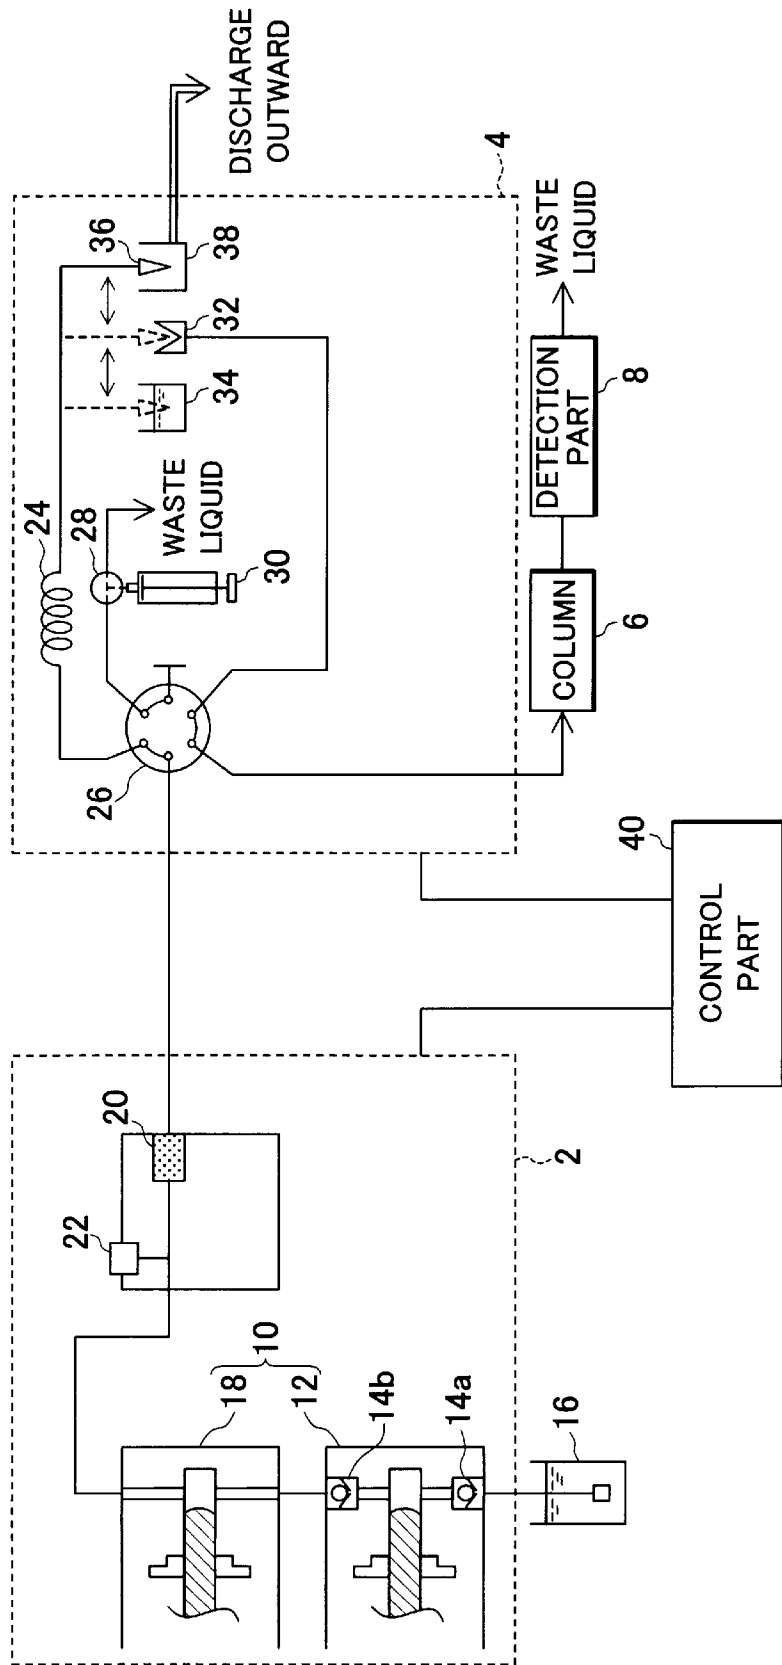 DISCHARGE
OUTWARD
4
36
38
32
34
24
28
WASTE
LIQUID
30
26
WASTE
LIQUID
DETECTION
PART
8
COLUMN
6
40
CONTROL
PART
20
22
2
10
18
12
14b
14a
16